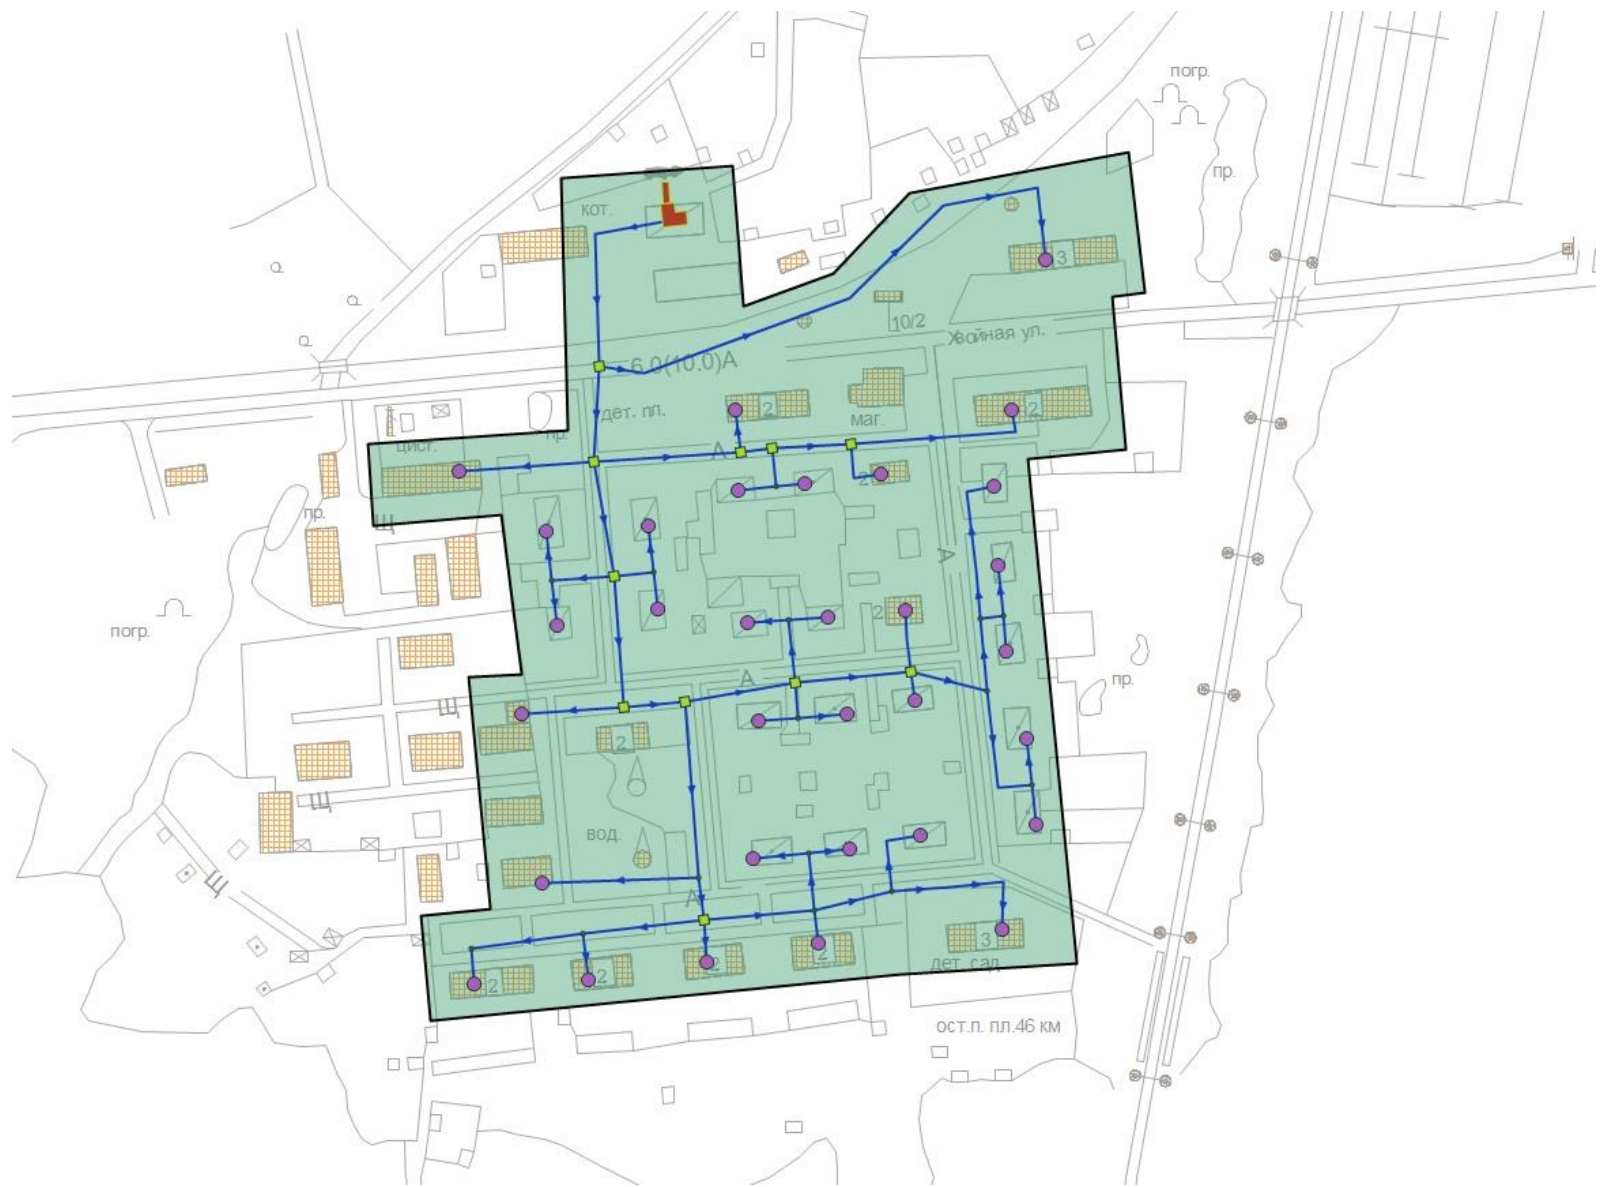 погр.
пр.
кот.
3
10/2
Хвойная ул.
6.0(10.0)А
дет. пл.
2
2
маг.
пр.
цист.
А
2
пр.
Щ
А
погр.
2
А
пр.
Щ
2
Щ
вод.
Щ
А
2
2
2
2
3
дет. сад
ост.п. пл.46 км